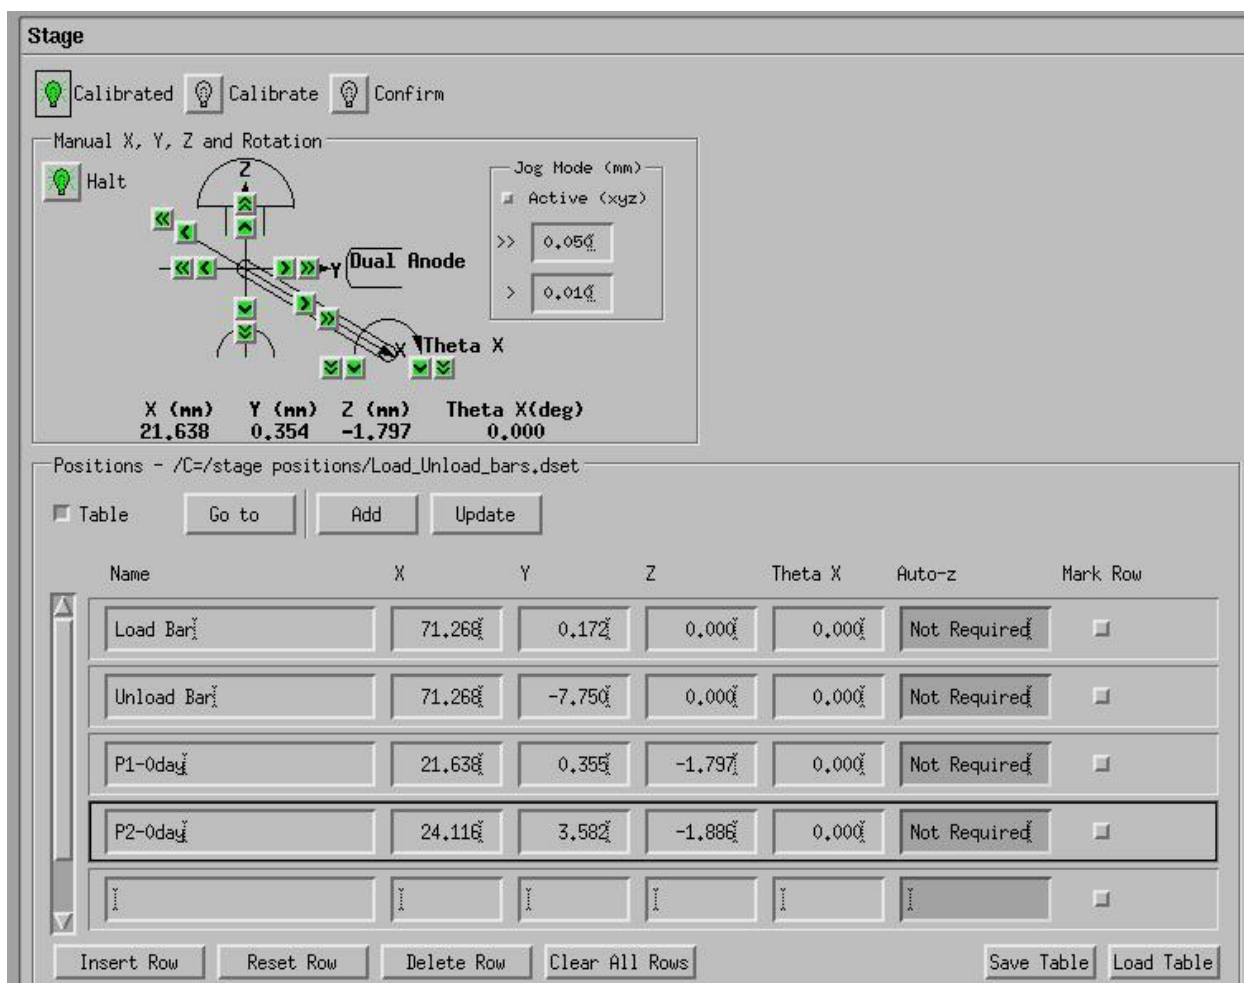 Stage
Calibrated Calibrate Confirm
Manual X, Y, Z and Rotation
Halt
Z
Jog Mode (mm)
Active (xyz)
>> 0.050
> 0.010
Y Dual Anode
X Theta X
X (mm) Y (mm) Z (mm) Theta X(deg)
21.638 0.354 -1.797 0.000
Positions - /C=/stage positions/Load_Unload_bars.dset
Table Go to Add Update
Name X Y Z Theta X Auto-z Mark Row
Load Bar 71.268 0.172 0.000 0.000 Not Required
Unload Bar 71.268 -7.750 0.000 0.000 Not Required
P1-0day 21.638 0.355 -1.797 0.000 Not Required
P2-0day 24.116 3.582 -1.886 0.000 Not Required
Insert Row Reset Row Delete Row Clear All Rows Save Table Load Table